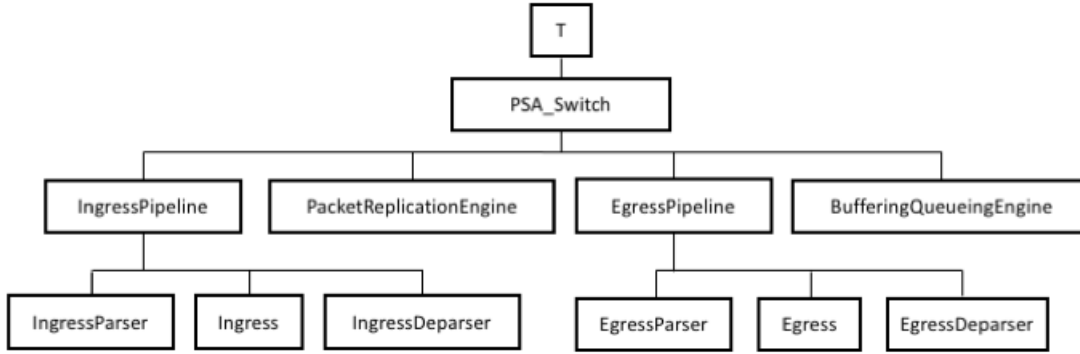 T
PSA_Switch
IngressPipeline
PacketReplicationEngine
EgressPipeline
BufferingQueueingEngine
IngressParser
Ingress
IngressDeparser
EgressParser
Egress
EgressDeparser